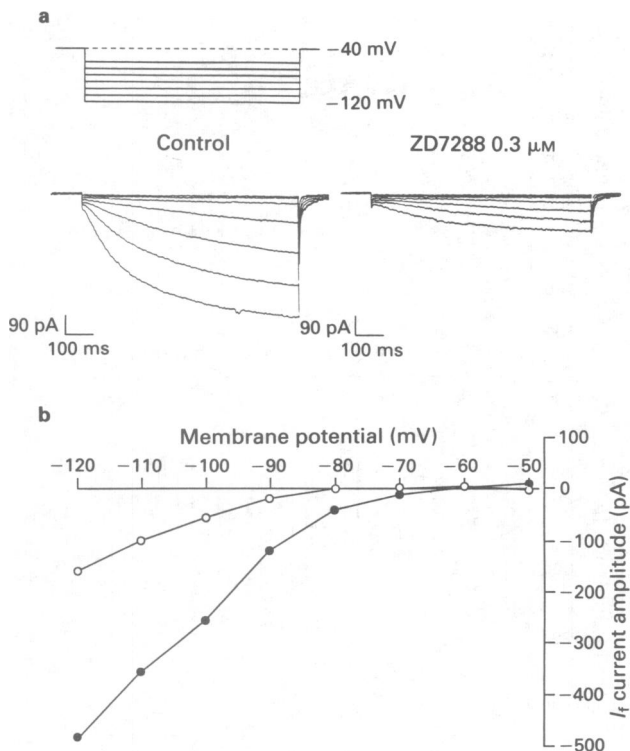 a
−40 mV
−120 mV
Control
ZD7288 0.3 μM
90 pA
100 ms
90 pA
100 ms
b
Membrane potential (mV)
−120 −110 −100 −90 −80 −70 −60 −50
100
0
−100
−200
−300
−400
−500
If current amplitude (pA)